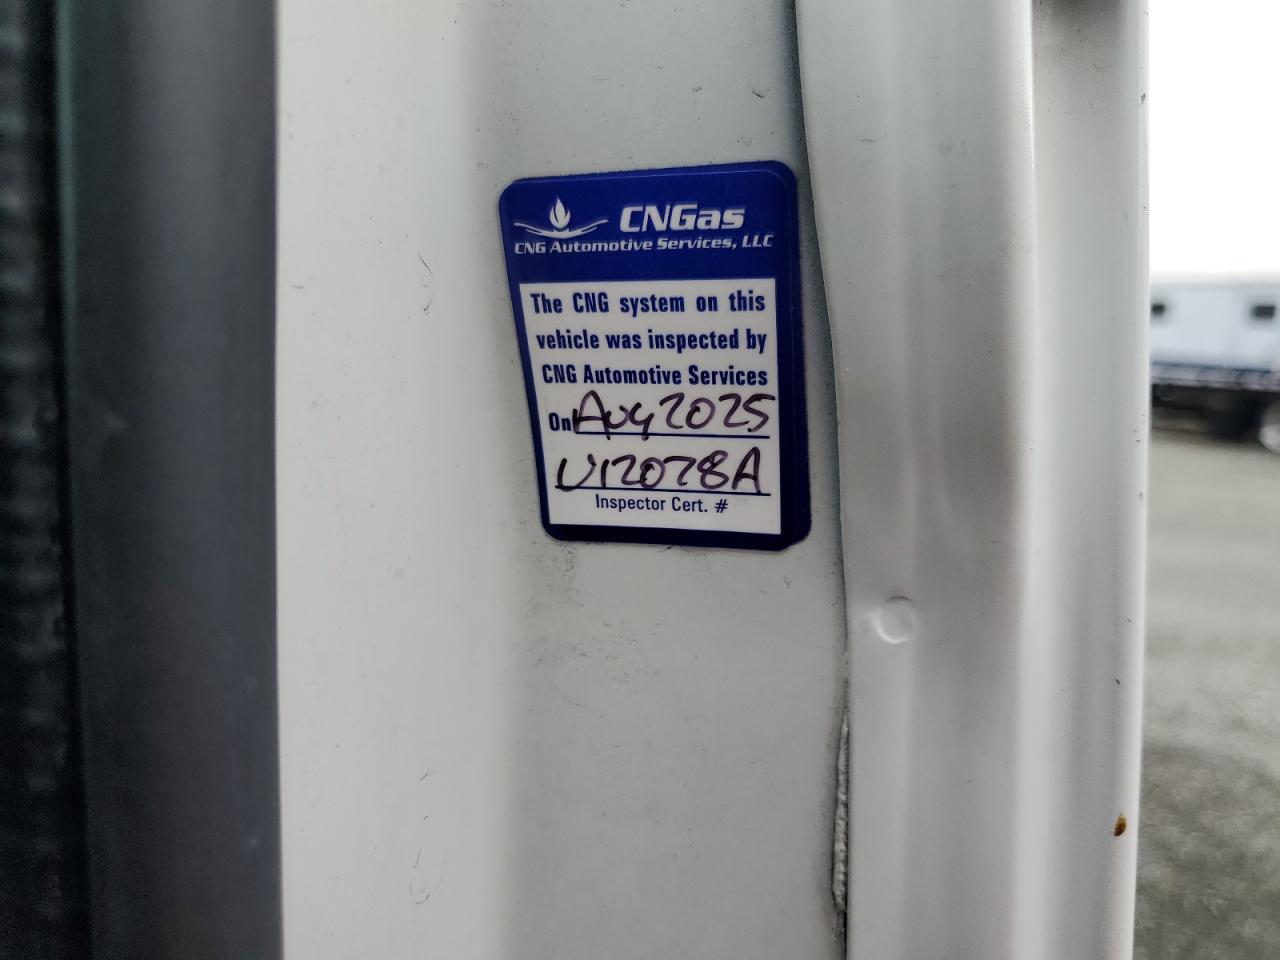 CNGas
CNG Automotive Services, LLC
The CNG system on this
vehicle was inspected by
CNG Automotive Services
On Aug 2025
V12078A
Inspector Cert. #